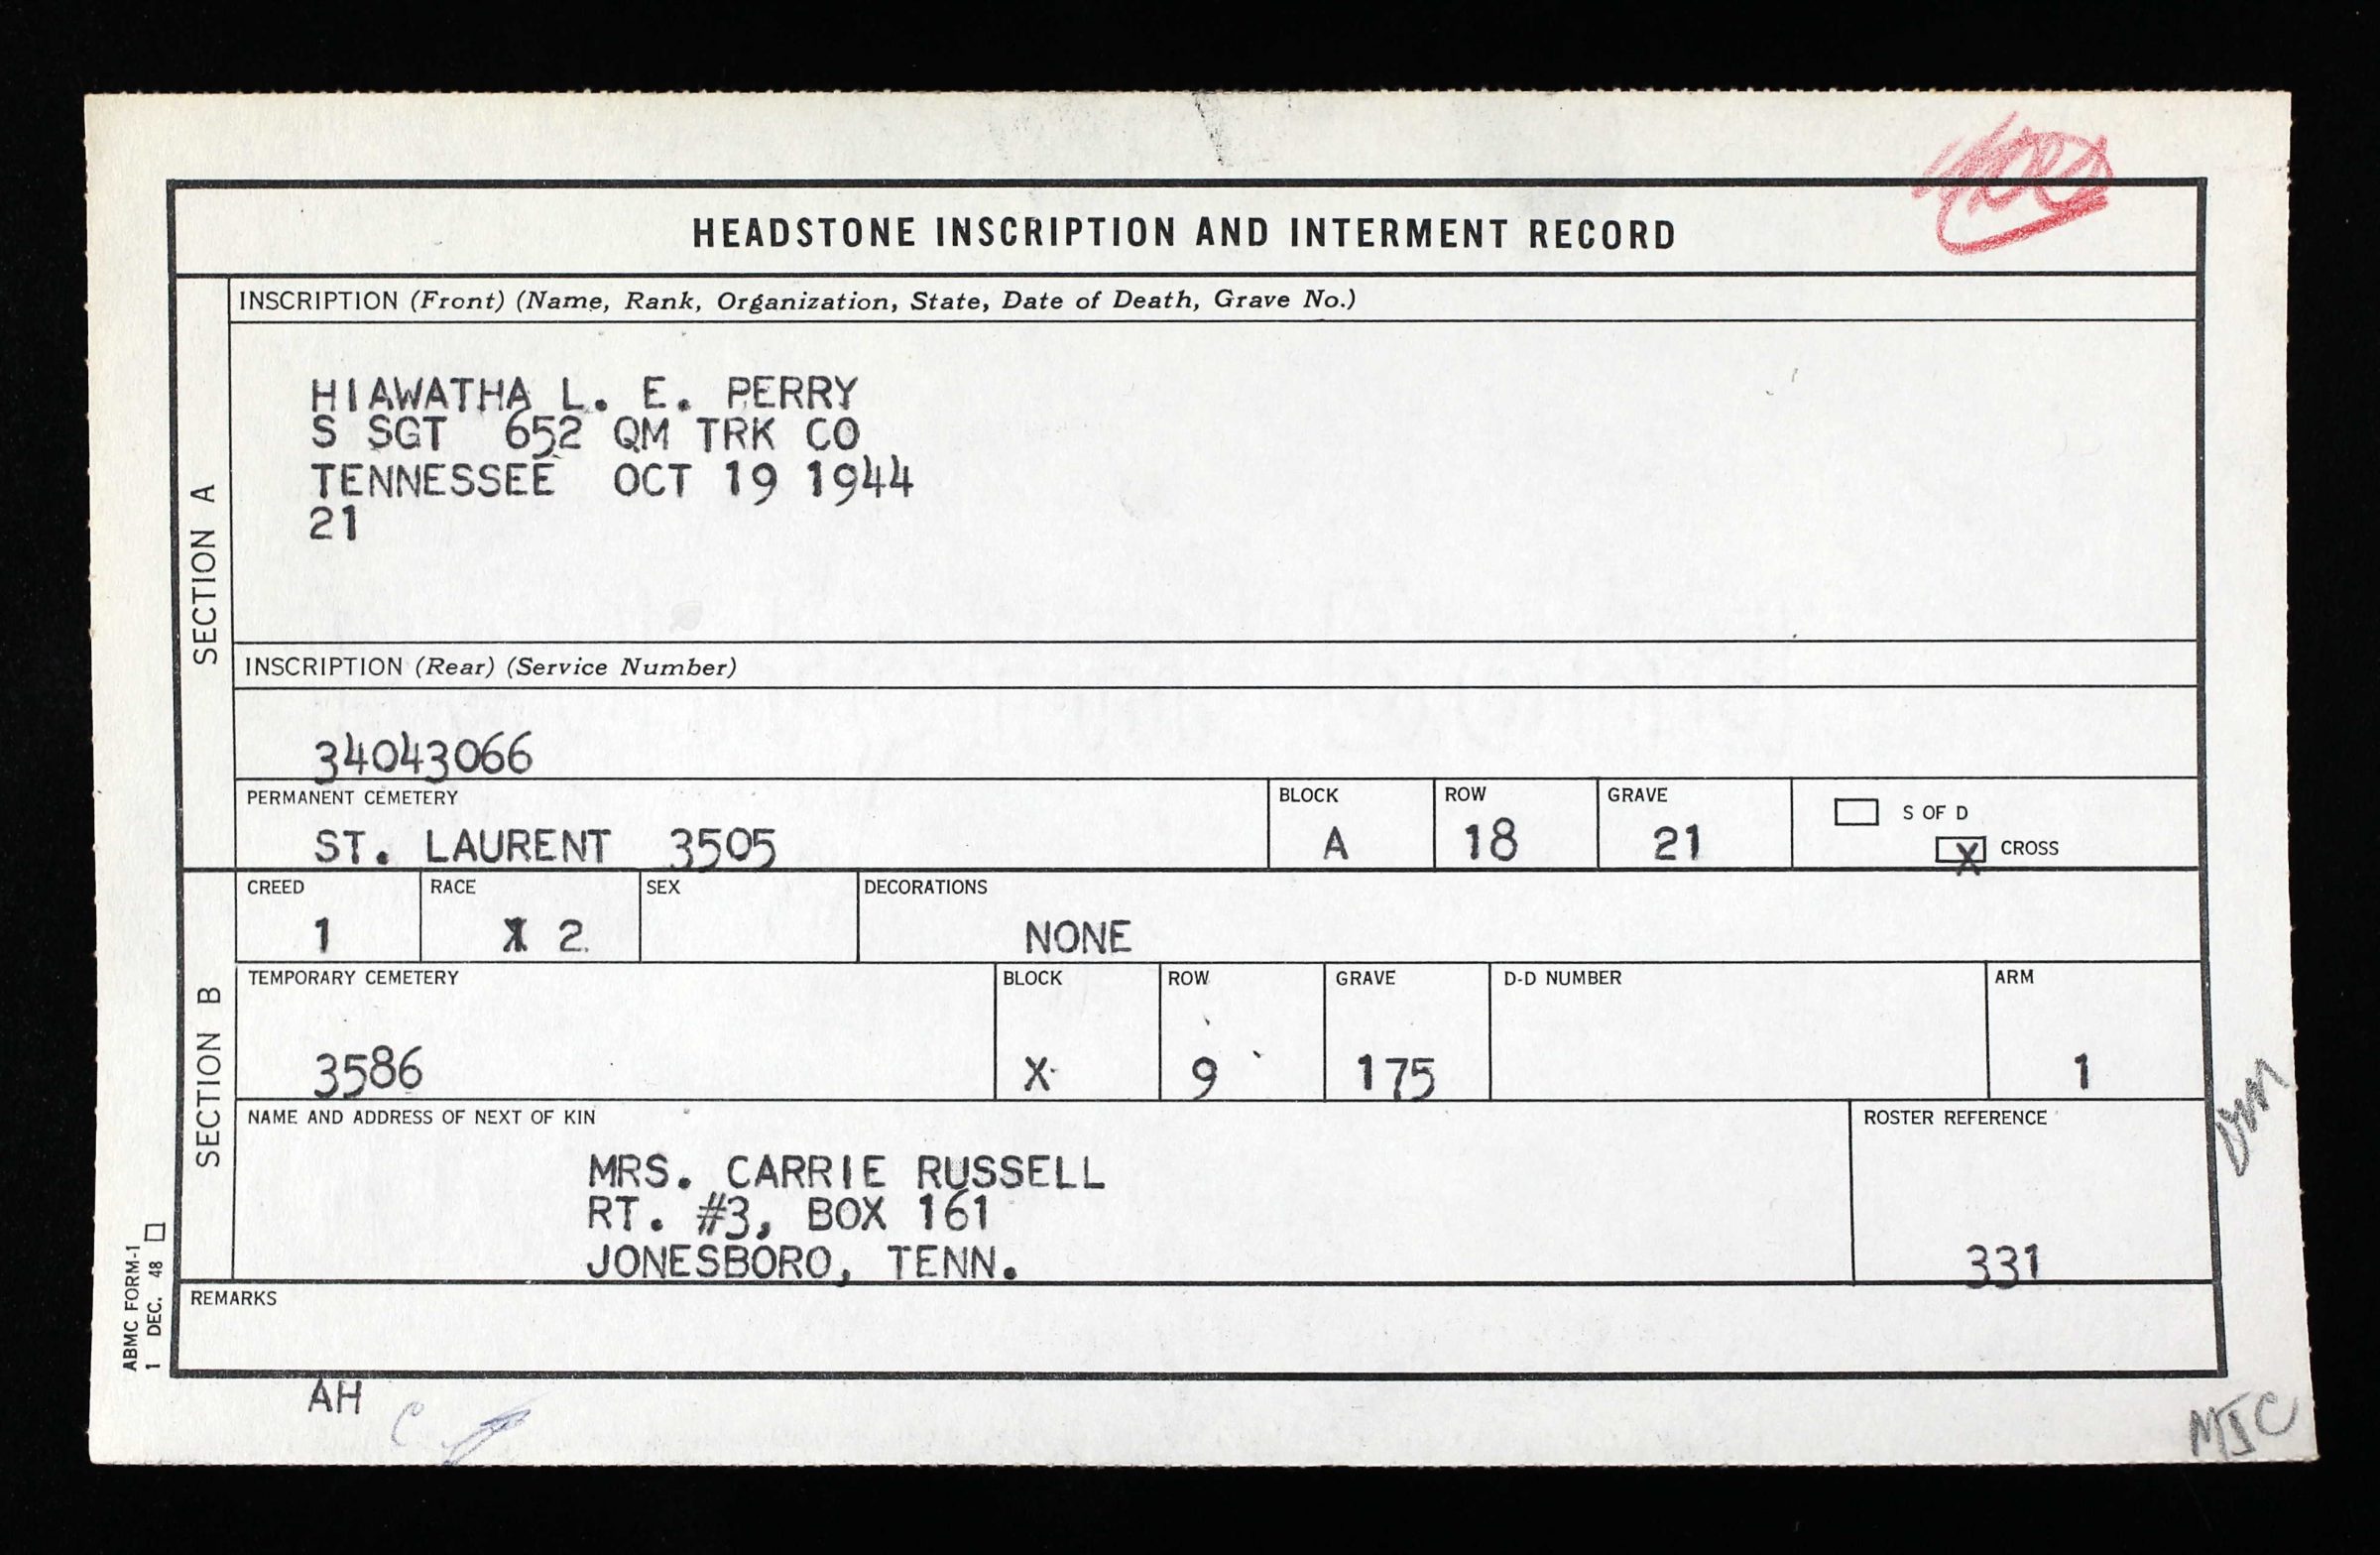 HEADSTONE INSCRIPTION AND INTERMENT RECORD
SECTION A
INSCRIPTION (Front) (Name, Rank, Organization, State, Date of Death, Grave No.)
HIAWATHA L. E. PERRY
S SGT 652 QM TRK CO
TENNESSEE OCT 19 1944
21
INSCRIPTION (Rear) (Service Number)
34043066
PERMANENT CEMETERY BLOCK ROW GRAVE S OF D
ST. LAURENT 3505 A 18 21 X CROSS
SECTION B
CREED RACE SEX DECORATIONS
1 X 2 NONE
TEMPORARY CEMETERY BLOCK ROW GRAVE D-D NUMBER ARM
3586 X 9 175 1
NAME AND ADDRESS OF NEXT OF KIN ROSTER REFERENCE
MRS. CARRIE RUSSELL
RT. #3, BOX 161
JONESBORO, TENN. 331
REMARKS
ABMC FORM-1
1 DEC. 48
AH
C
MJC